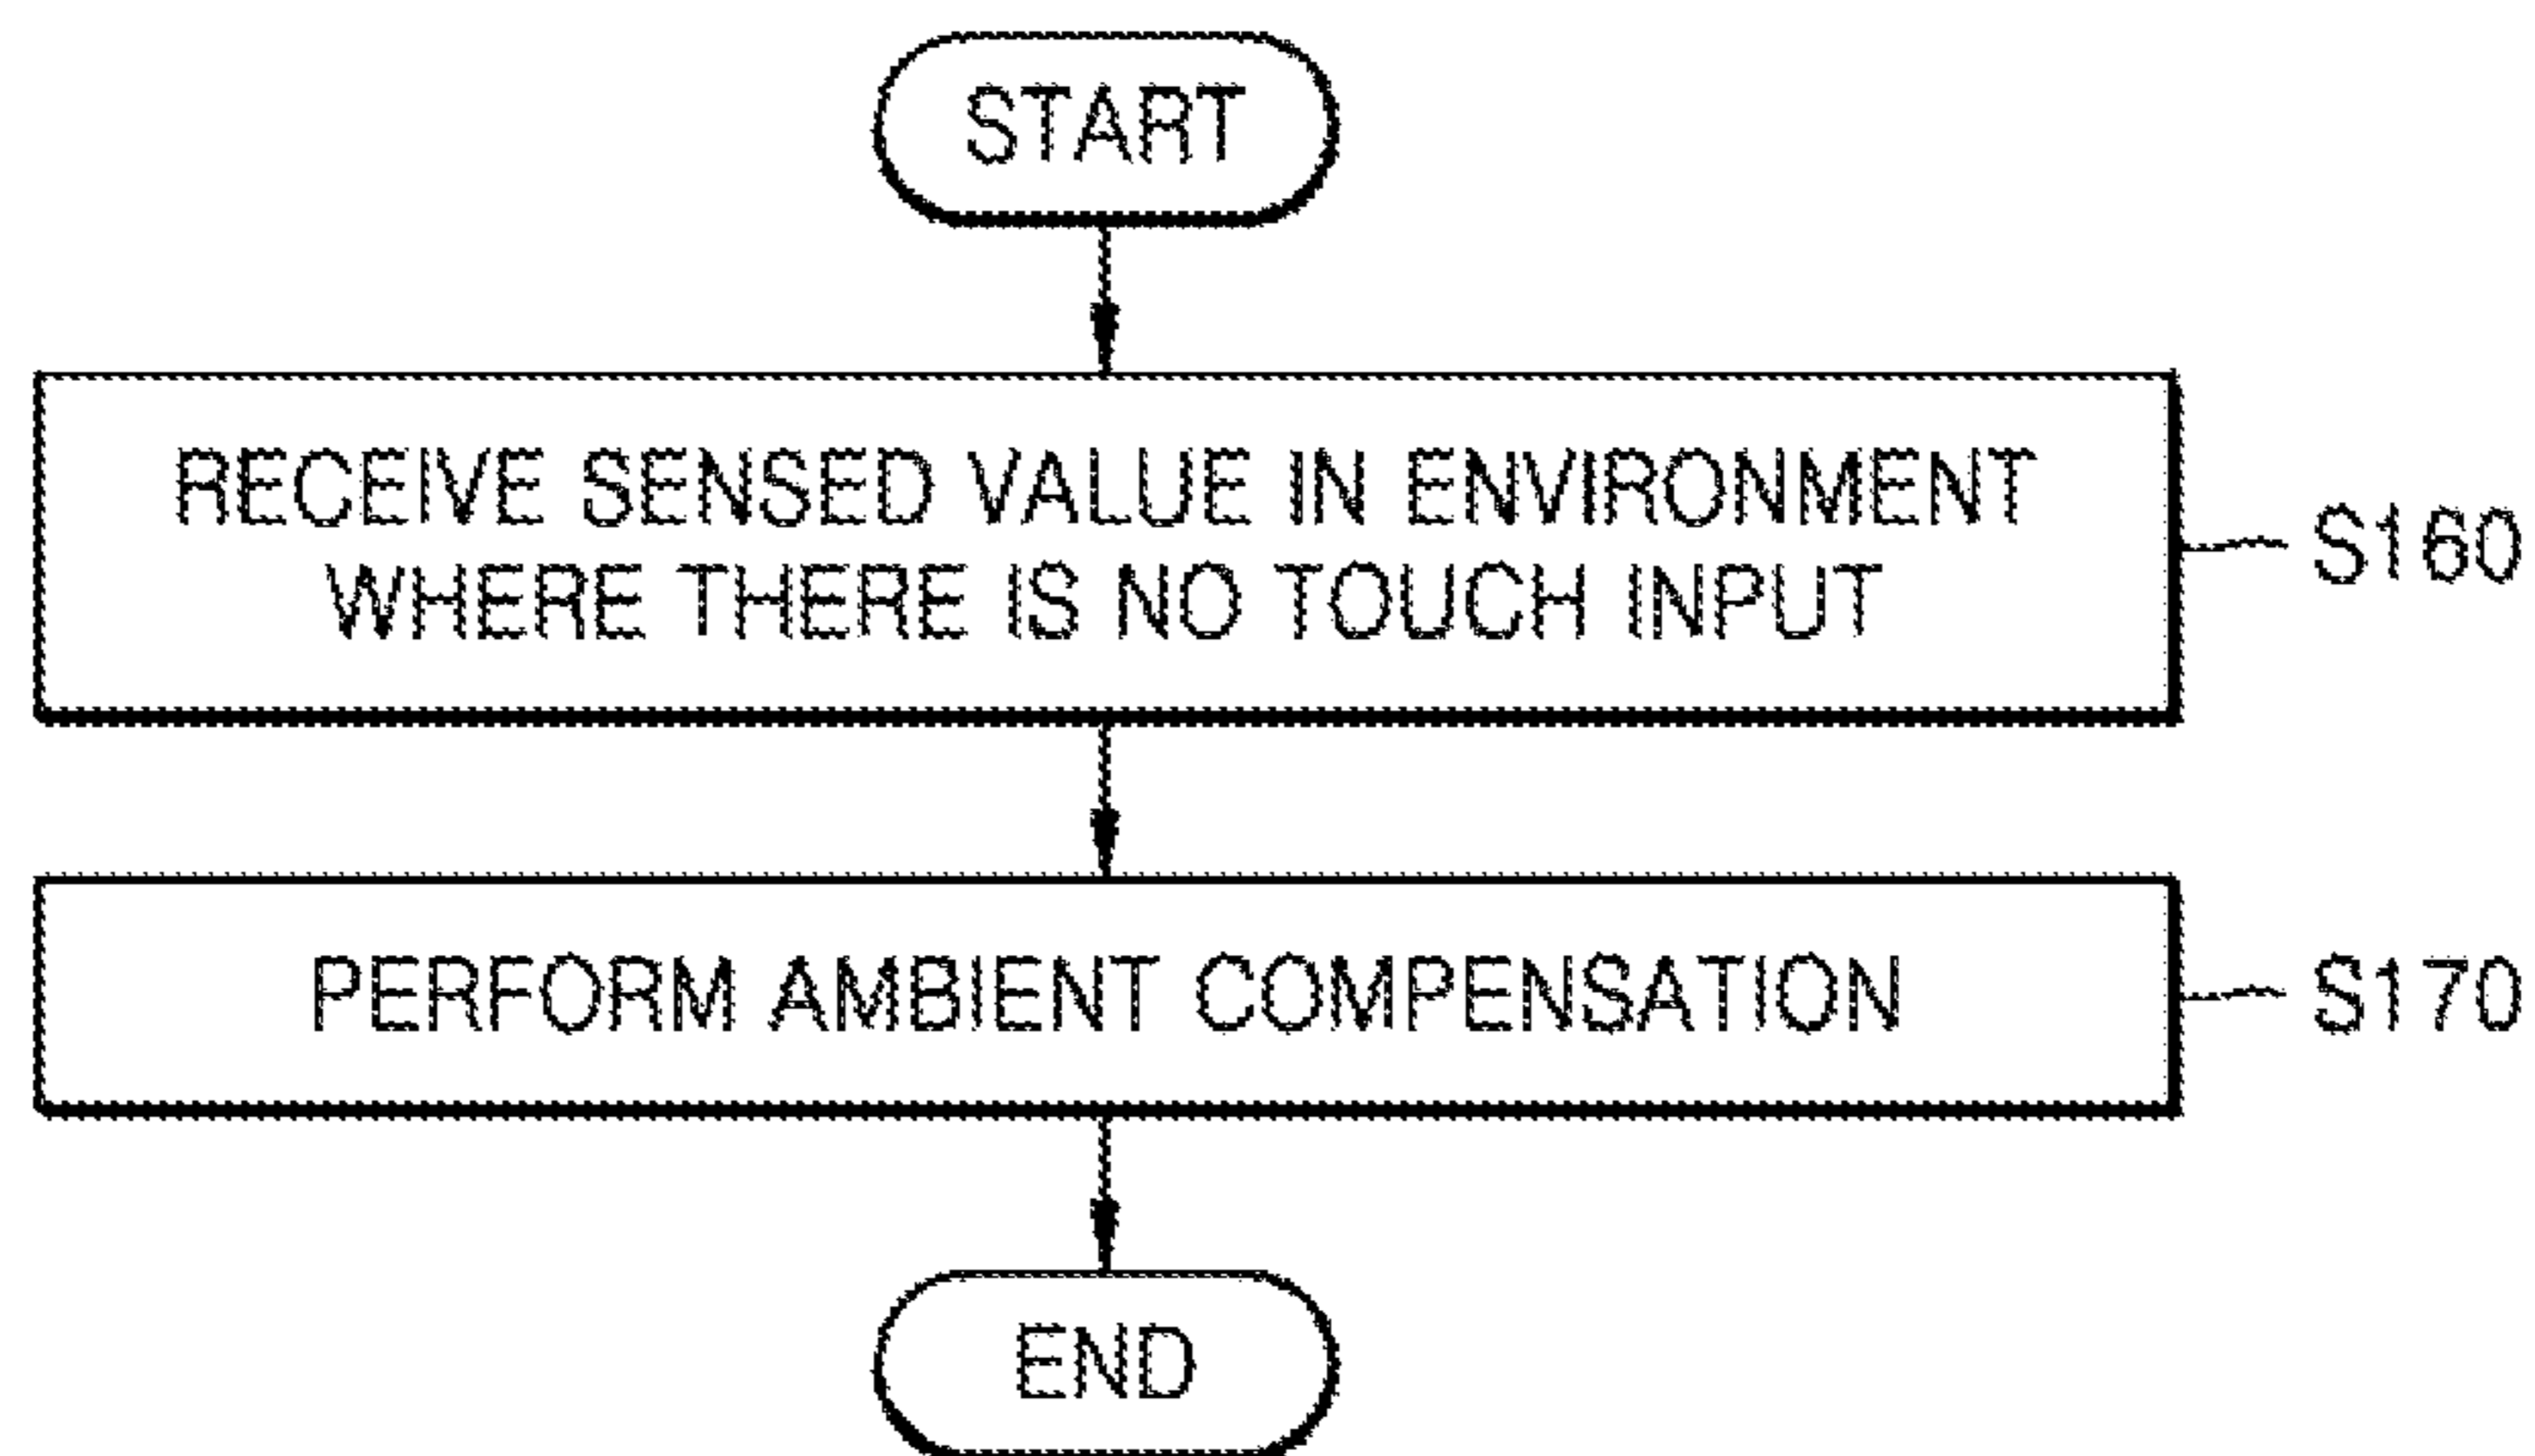 START
RECEIVE SENSED VALUE IN ENVIRONMENT
WHERE THERE IS NO TOUCH INPUT
S160
PERFORM AMBIENT COMPENSATION
S170
END